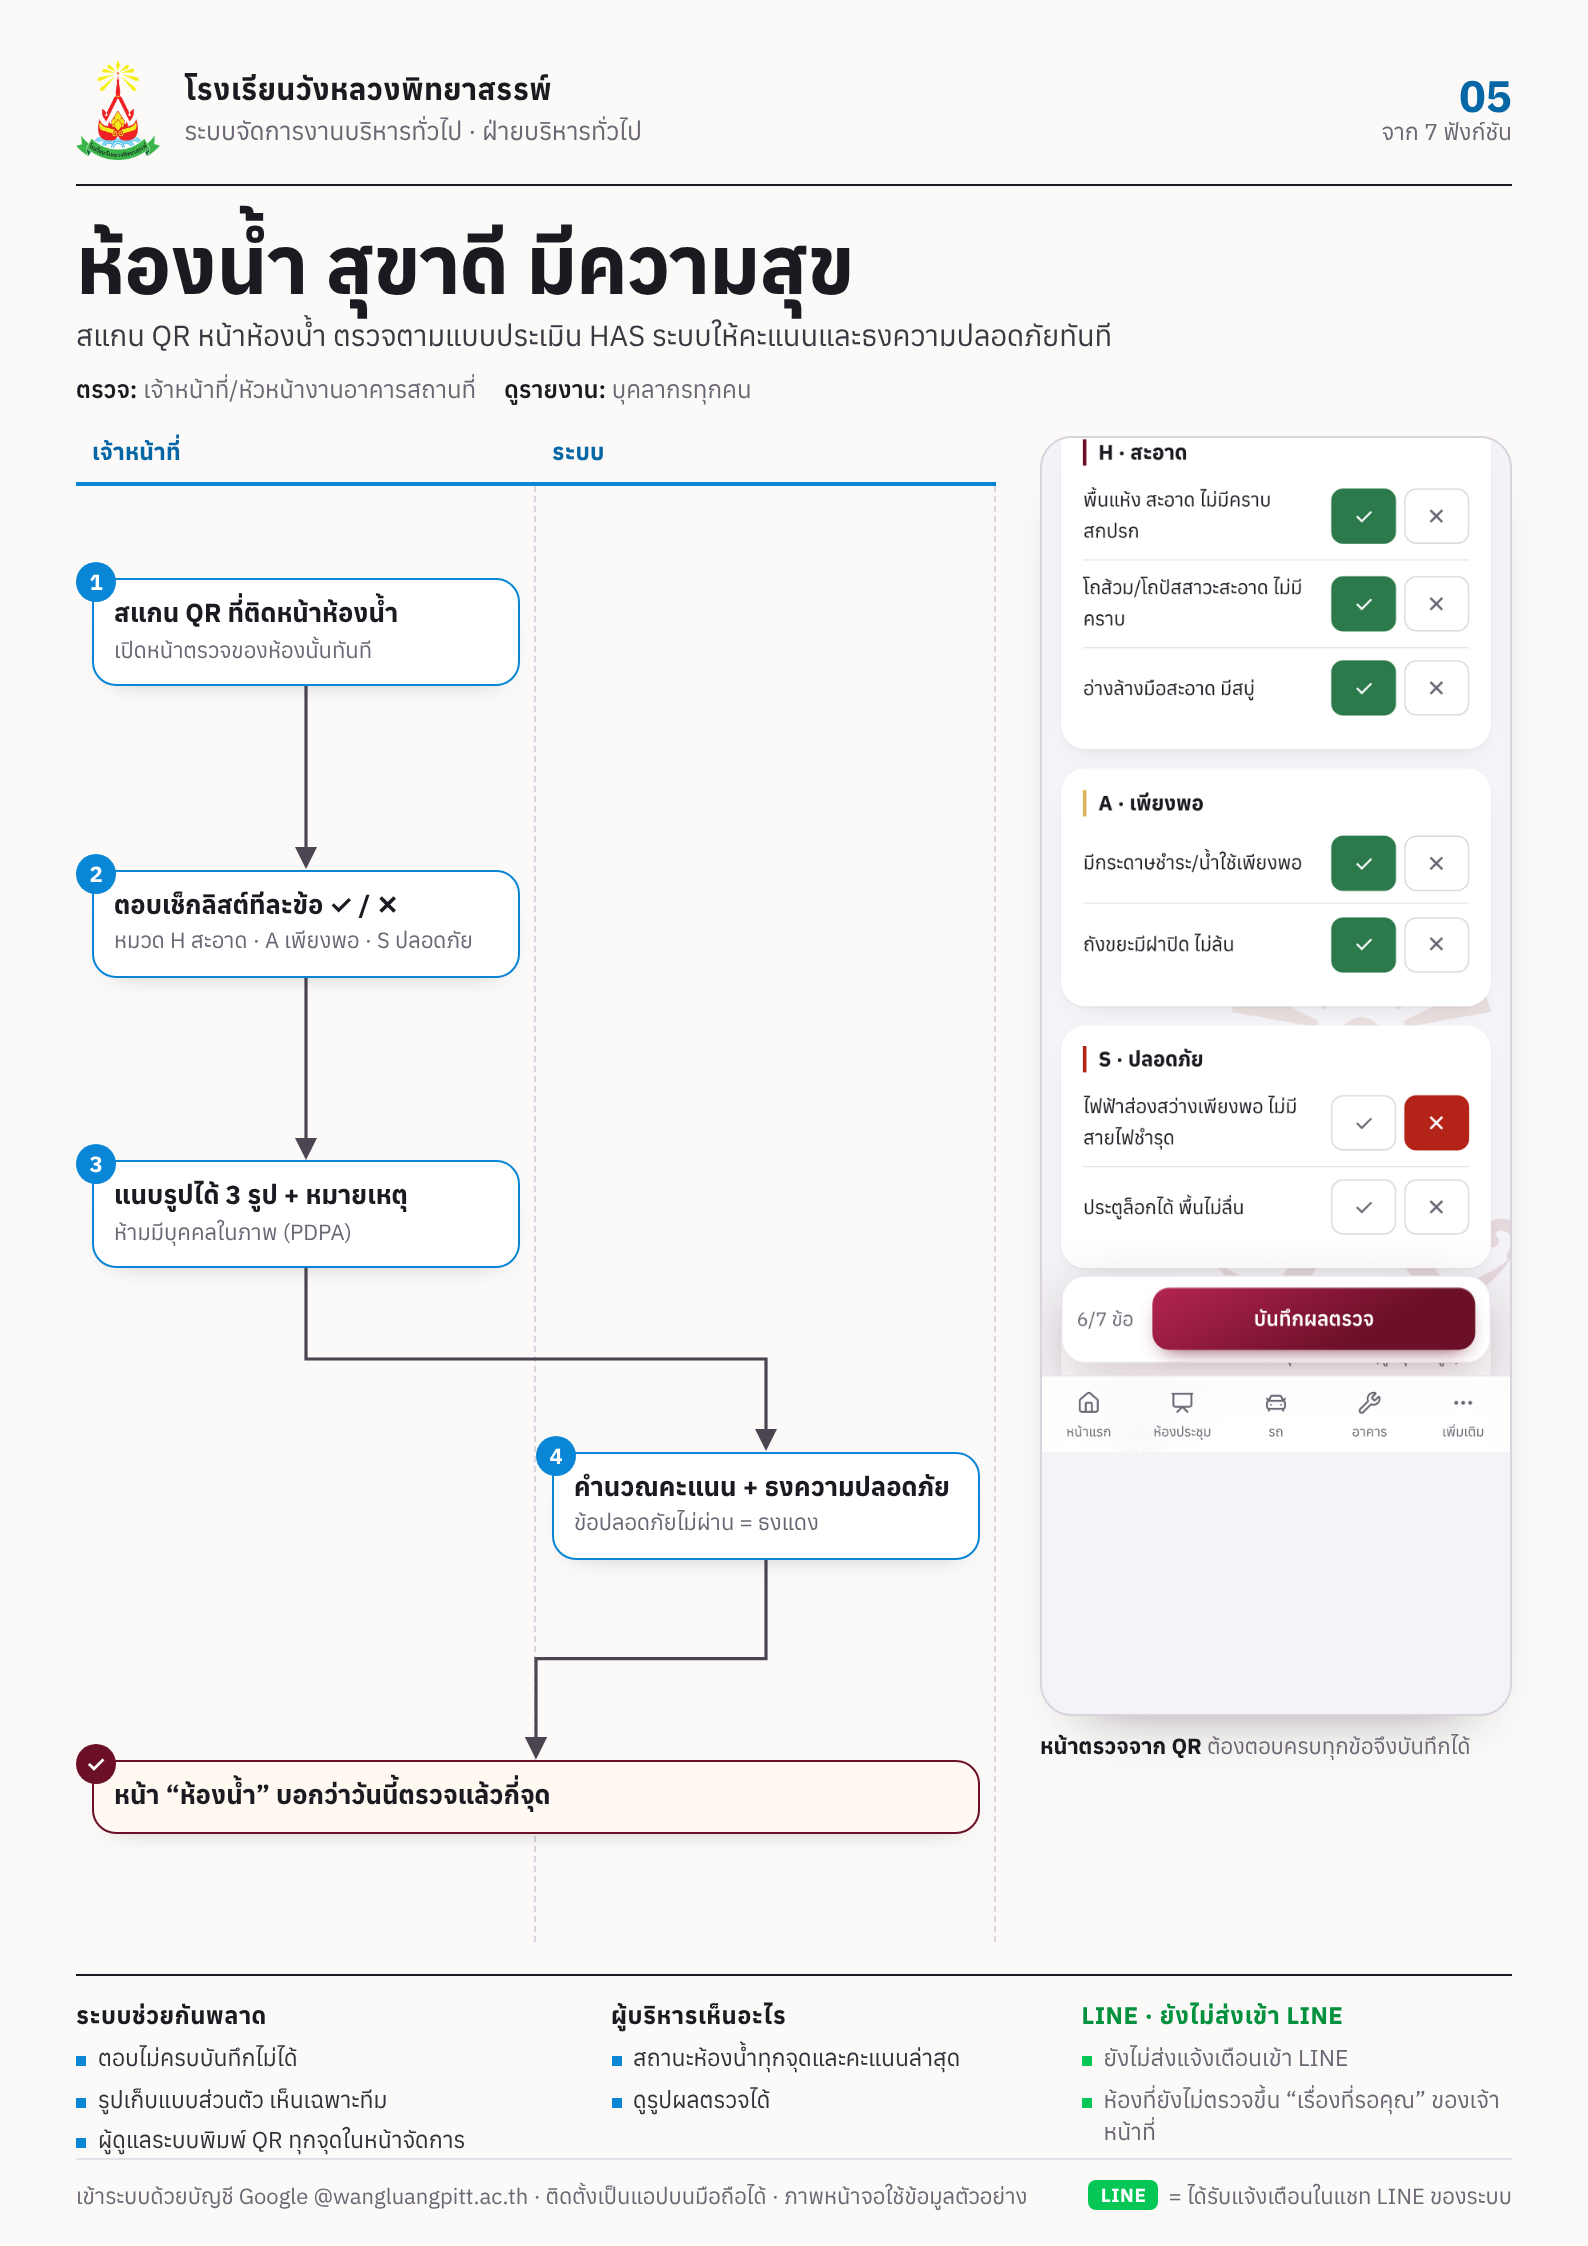 โรงเรียนวังหลวงพิทยาสรรพ์
ระบบจัดการงานบริหารทั่วไป · ฝ่ายบริหารทั่วไป
05
จาก 7 ฟังก์ชัน
ห้องน้ำ สุขาดี มีความสุข
สแกน QR หน้าห้องน้ำ ตรวจตามแบบประเมิน HAS ระบบให้คะแนนและธงความปลอดภัยทันที
ตรวจ: เจ้าหน้าที่/หัวหน้างานอาคารสถานที่ ดูรายงาน: บุคลากรทุกคน
เจ้าหน้าที่
ระบบ
1
สแกน QR ที่ติดหน้าห้องน้ำ
เปิดหน้าตรวจของห้องนั้นทันที
2
ตอบเช็กลิสต์ทีละข้อ ✓ / ✕
หมวด H สะอาด · A เพียงพอ · S ปลอดภัย
3
แนบรูปได้ 3 รูป + หมายเหตุ
ห้ามมีบุคคลในภาพ (PDPA)
4
คำนวณคะแนน + ธงความปลอดภัย
ข้อปลอดภัยไม่ผ่าน = ธงแดง
หน้า “ห้องน้ำ” บอกว่าวันนี้ตรวจแล้วกี่จุด
H · สะอาด
พื้นแห้ง สะอาด ไม่มีคราบ
สกปรก
โถส้วม/โถปัสสาวะสะอาด ไม่มี
คราบ
อ่างล้างมือสะอาด มีสบู่
A · เพียงพอ
มีกระดาษชำระ/น้ำใช้เพียงพอ
ถังขยะมีฝาปิด ไม่ล้น
S · ปลอดภัย
ไฟฟ้าส่องสว่างเพียงพอ ไม่มี
สายไฟชำรุด
ประตูล็อกได้ พื้นไม่ลื่น
6/7 ข้อ
บันทึกผลตรวจ
หน้าแรก
ห้องประชุม
รถ
อาคาร
เพิ่มเติม
หน้าตรวจจาก QR ต้องตอบครบทุกข้อจึงบันทึกได้
ระบบช่วยกันพลาด
ตอบไม่ครบบันทึกไม่ได้
รูปเก็บแบบส่วนตัว เห็นเฉพาะทีม
ผู้ดูแลระบบพิมพ์ QR ทุกจุดในหน้าจัดการ
ผู้บริหารเห็นอะไร
สถานะห้องน้ำทุกจุดและคะแนนล่าสุด
ดูรูปผลตรวจได้
LINE · ยังไม่ส่งเข้า LINE
ยังไม่ส่งแจ้งเตือนเข้า LINE
ห้องที่ยังไม่ตรวจขึ้น “เรื่องที่รอคุณ” ของเจ้า
หน้าที่
เข้าระบบด้วยบัญชี Google @wangluangpitt.ac.th · ติดตั้งเป็นแอปบนมือถือได้ · ภาพหน้าจอใช้ข้อมูลตัวอย่าง
LINE = ได้รับแจ้งเตือนในแชท LINE ของระบบ